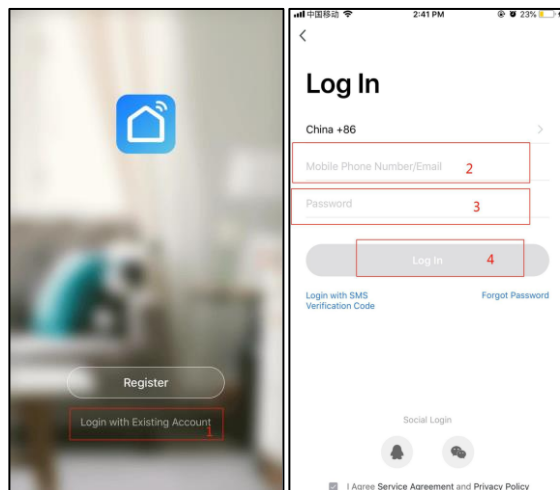 Register
Login with Existing Account
1
中国移动 2:41 PM 23%
Log In
China +86
Mobile Phone Number/Email 2
Password 3
Log In 4
Login with SMS
Verification Code
Forgot Password
Social Login
I Agree Service Agreement and Privacy Policy